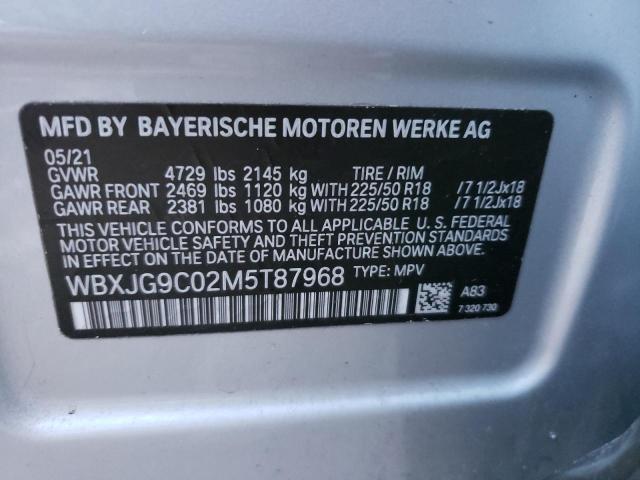 MFD BY BAYERISCHE MOTOREN WERKE AG
05/21
GVWR 4729 lbs 2145 kg TIRE / RIM
GAWR FRONT 2469 lbs 1120 kg WITH 225/50 R18 /7 1/2Jx18
GAWR REAR 2381 lbs 1080 kg WITH 225/50 R18 /7 1/2Jx18
THIS VEHICLE CONFORMS TO ALL APPLICABLE U. S. FEDERAL
MOTOR VEHICLE SAFETY AND THEFT PREVENTION STANDARDS
IN EFFECT ON THE DATE OF MANUFACTURE SHOWN ABOVE.
WBXJG9C02M5T87968 TYPE: MPV
A83
7 320 730